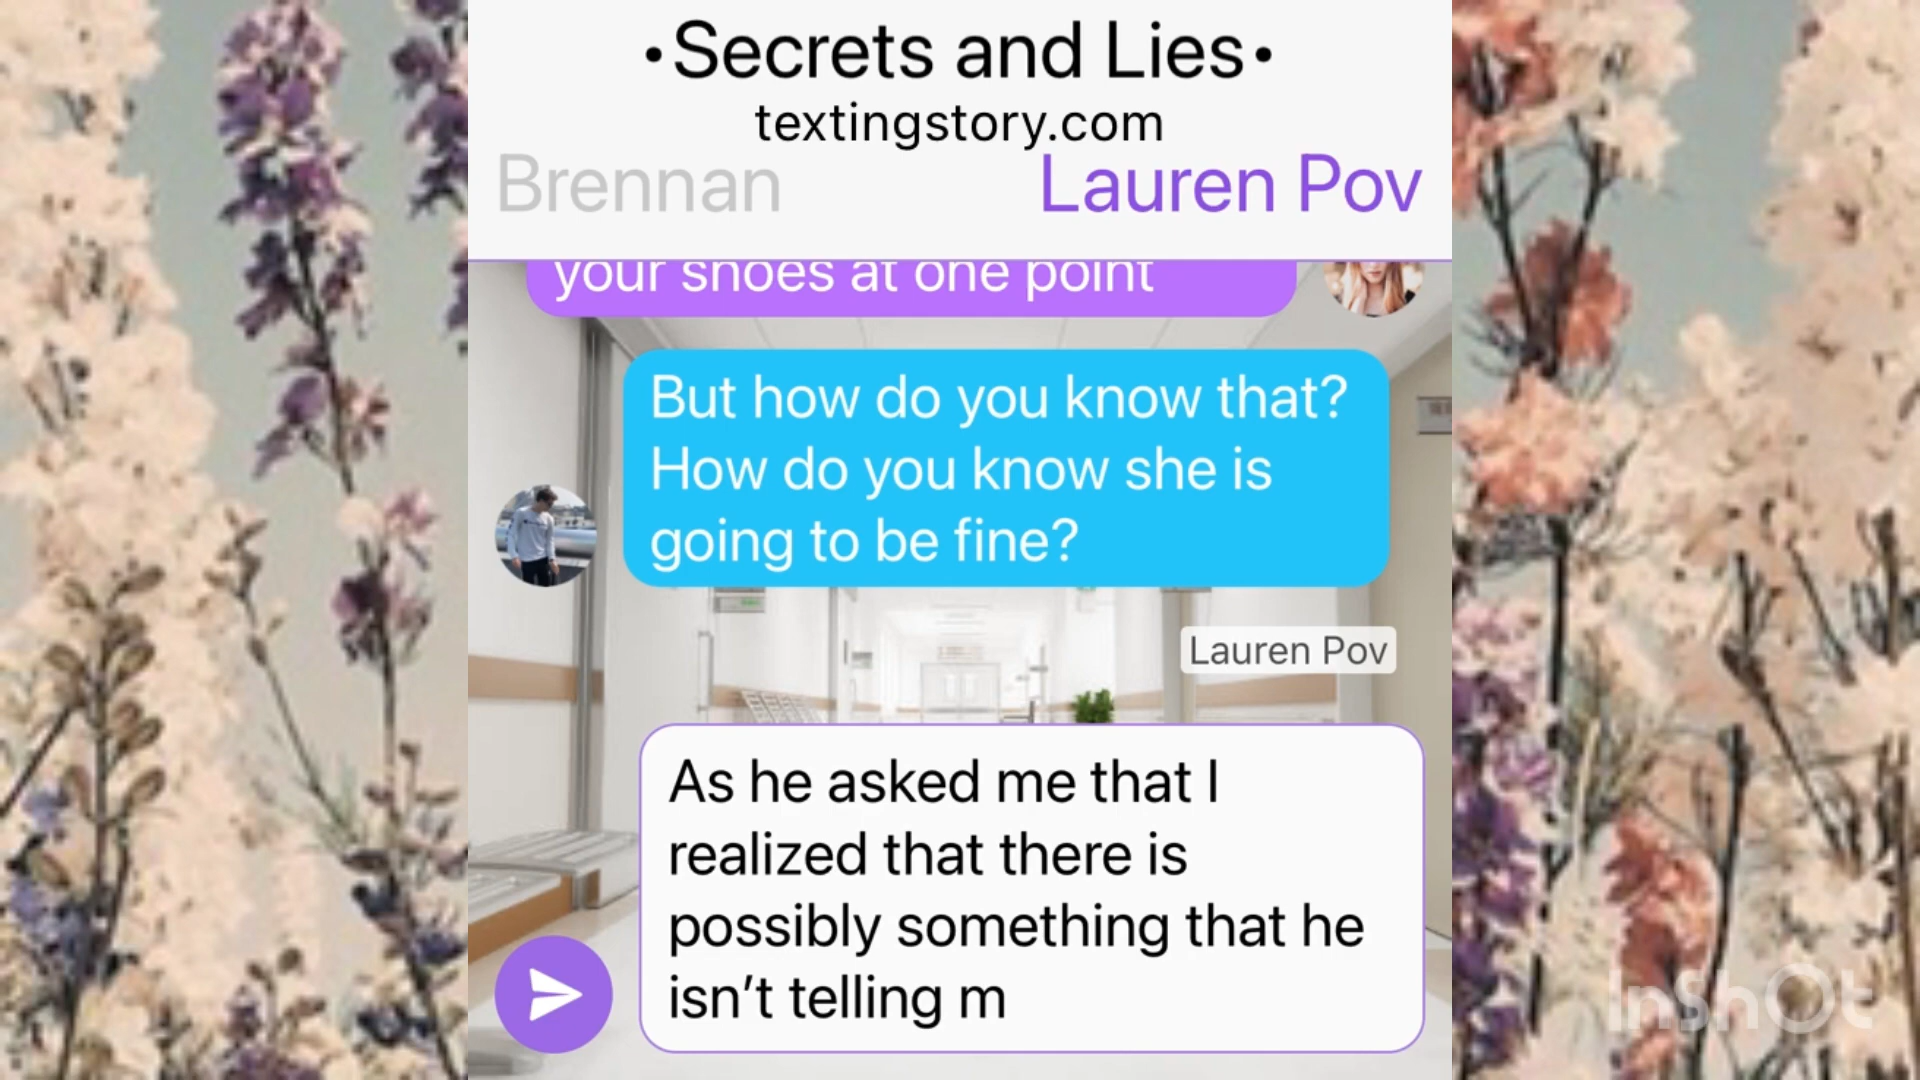 •Secrets and Lies•
textingstory.com
Brennan
Lauren Pov
your shoes at one point
But how do you know that?
How do you know she is
going to be fine?
Lauren Pov
As he asked me that I
realized that there is
possibly something that he
isn’t telling m
InShOt